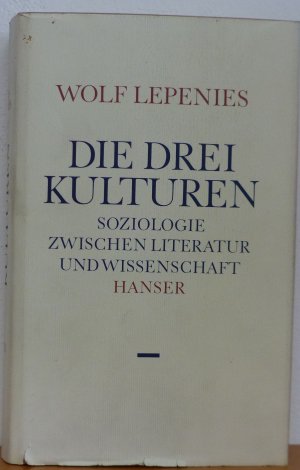 WOLF LEPENIES
DIE DREI
KULTUREN
SOZIOLOGIE
ZWISCHEN LITERATUR
UND WISSENSCHAFT
HANSER